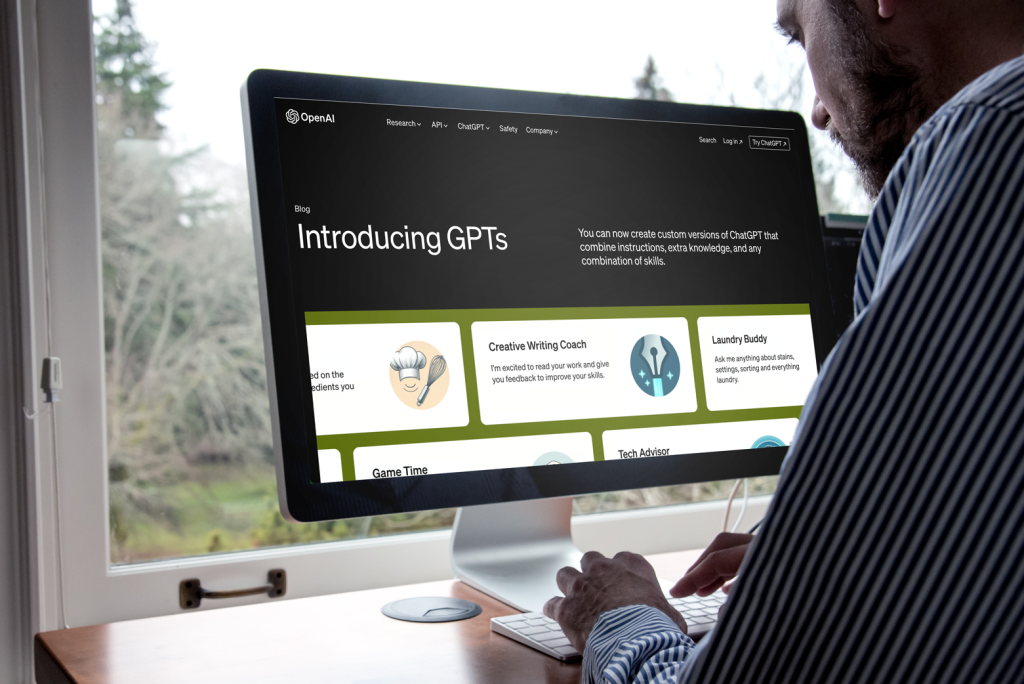 OpenAI
Research API ChatGPT Safety Company
Search Log in Try ChatGPT
Blog
Introducing GPTs
You can now create custom versions of ChatGPT that
combine instructions, extra knowledge, and any
combination of skills.
ed on the
edients you
Creative Writing Coach
I'm excited to read your work and give
you feedback to improve your skills.
Laundry Buddy
Ask me anything about stains,
settings, sorting and everything
laundry.
Game Time
Tech Advisor